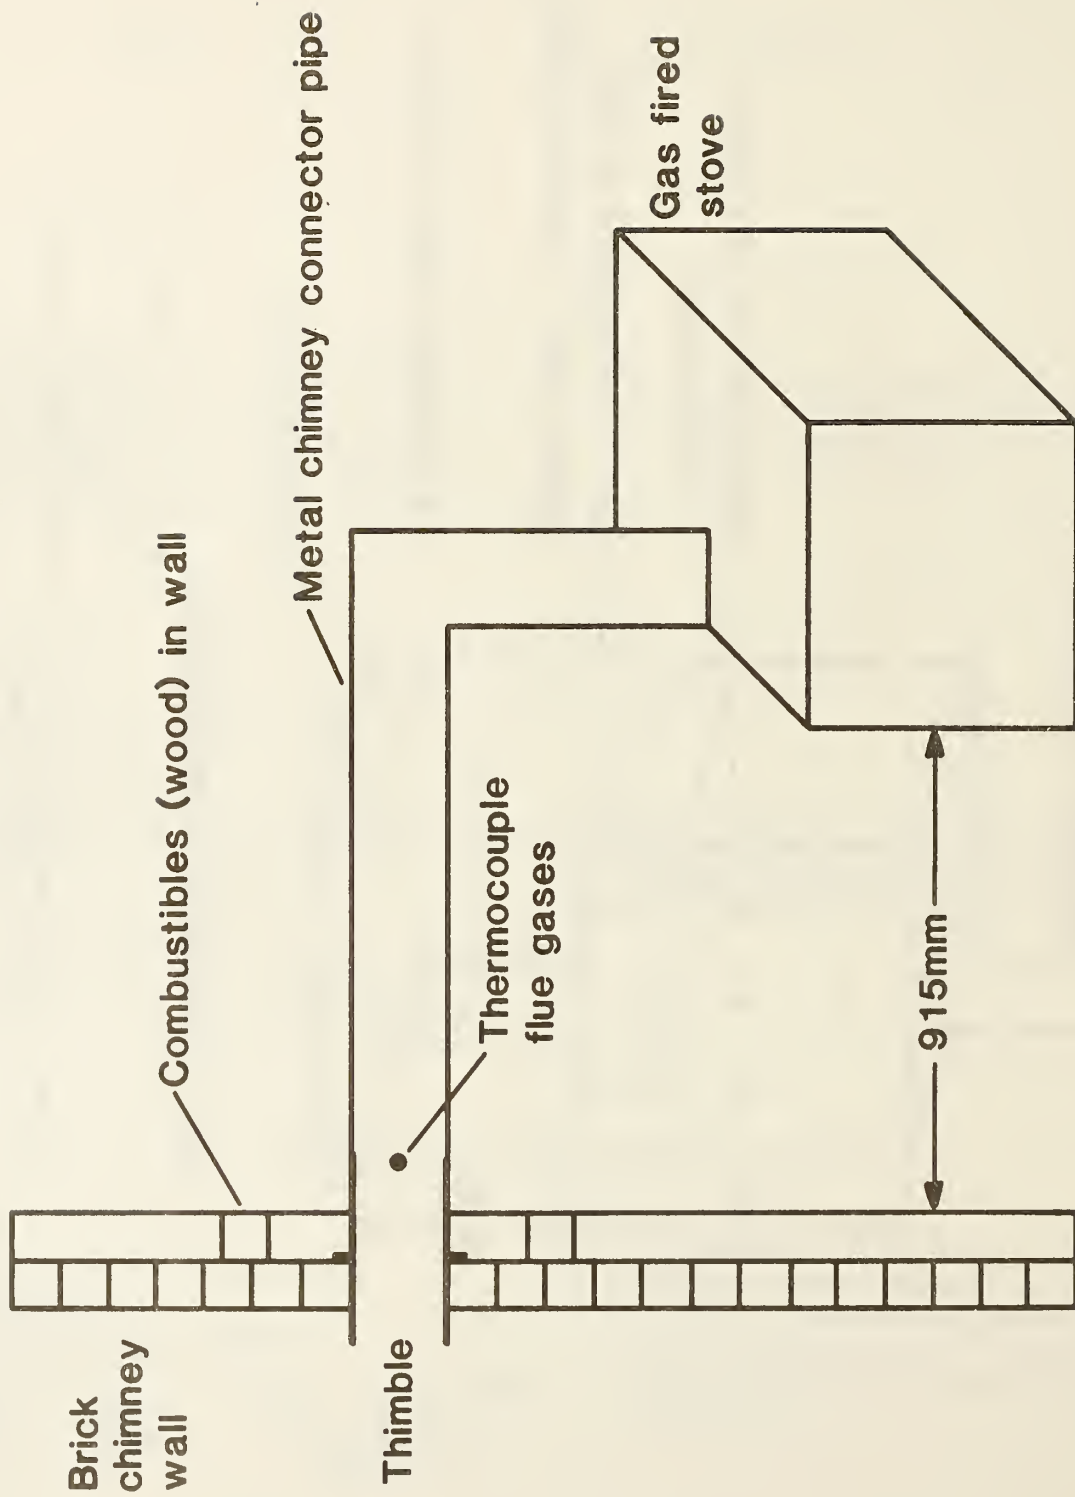 Brick
chimney
wall
Combustibles (wood) in wall
Metal chimney connector pipe
Thimble
Thermocouple
flue gases
Gas fired
stove
915mm